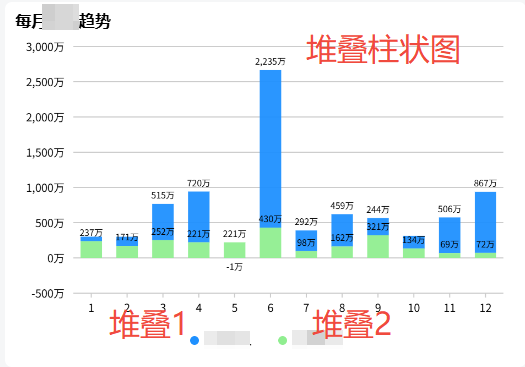 每月 趋势
堆叠柱状图
3,000万
2,500万
2,000万
1,500万
1,000万
500万
0万
-500万
237万 171万 515万 720万 221万 2,235万 292万 459万 244万 134万 506万 867万
252万 221万 -1万 430万 98万 162万 321万 69万 72万
1 2 3 4 5 6 7 8 9 10 11 12
堆叠1 堆叠2